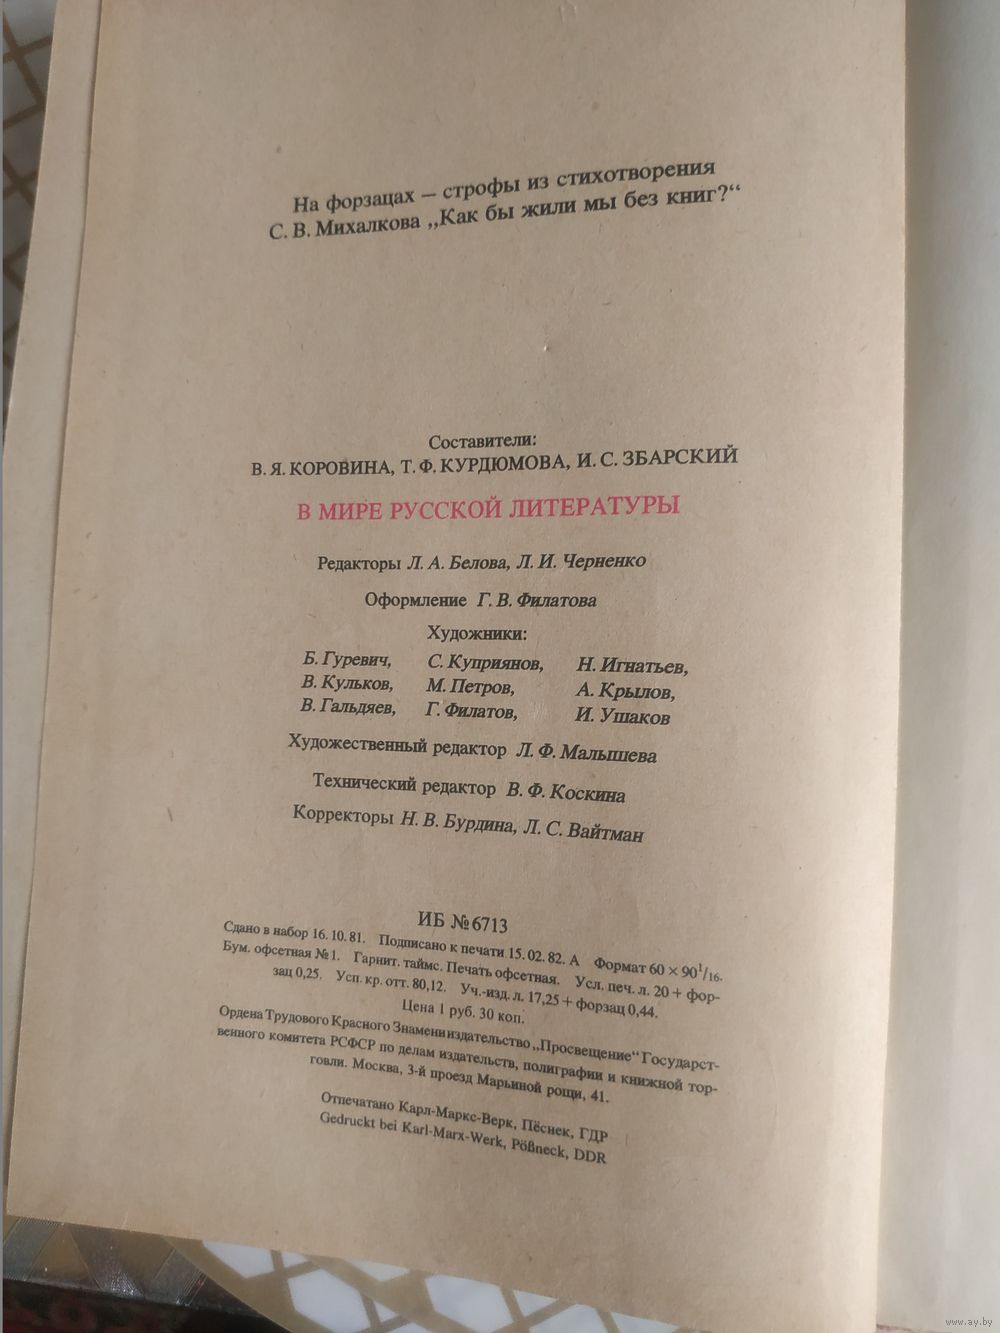 На форзацах — строфы из стихотворения
С. В. Михалкова „Как бы жили мы без книг?“
Составители:
В. Я. КОРОВИНА, Т. Ф. КУРДЮМОВА, И. С. ЗБАРСКИЙ
В МИРЕ РУССКОЙ ЛИТЕРАТУРЫ
Редакторы Л. А. Белова, Л. И. Черненко
Оформление Г. В. Филатова
Художники:
Б. Гуревич, С. Куприянов, Н. Игнатьев,
В. Кульков, М. Петров, А. Крылов,
В. Гальдяев, Г. Филатов, И. Ушаков
Художественный редактор Л. Ф. Малышева
Технический редактор В. Ф. Коскина
Корректоры Н. В. Бурдина, Л. С. Вайтман
ИБ № 6713
Сдано в набор 16. 10. 81. Подписано к печати 15. 02. 82. А Формат 60 × 90¹/₁₆.
Бум. офсетная № 1. Гарнит. таймс. Печать офсетная. Усл. печ. л. 20 + фор-
зац 0,25. Усп. кр. отт. 80,12. Уч.-изд. л. 17,25 + форзац 0,44.
Цена 1 руб. 30 коп.
Ордена Трудового Красного Знамени издательство „Просвещение“ Государст-
венного комитета РСФСР по делам издательств, полиграфии и книжной тор-
говли. Москва, 3-й проезд Марьиной рощи, 41.
Отпечатано Карл-Маркс-Верк, Пёснек, ГДР
Gedruckt bei Karl-Marx-Werk, Pößneck, DDR
www.ay.by